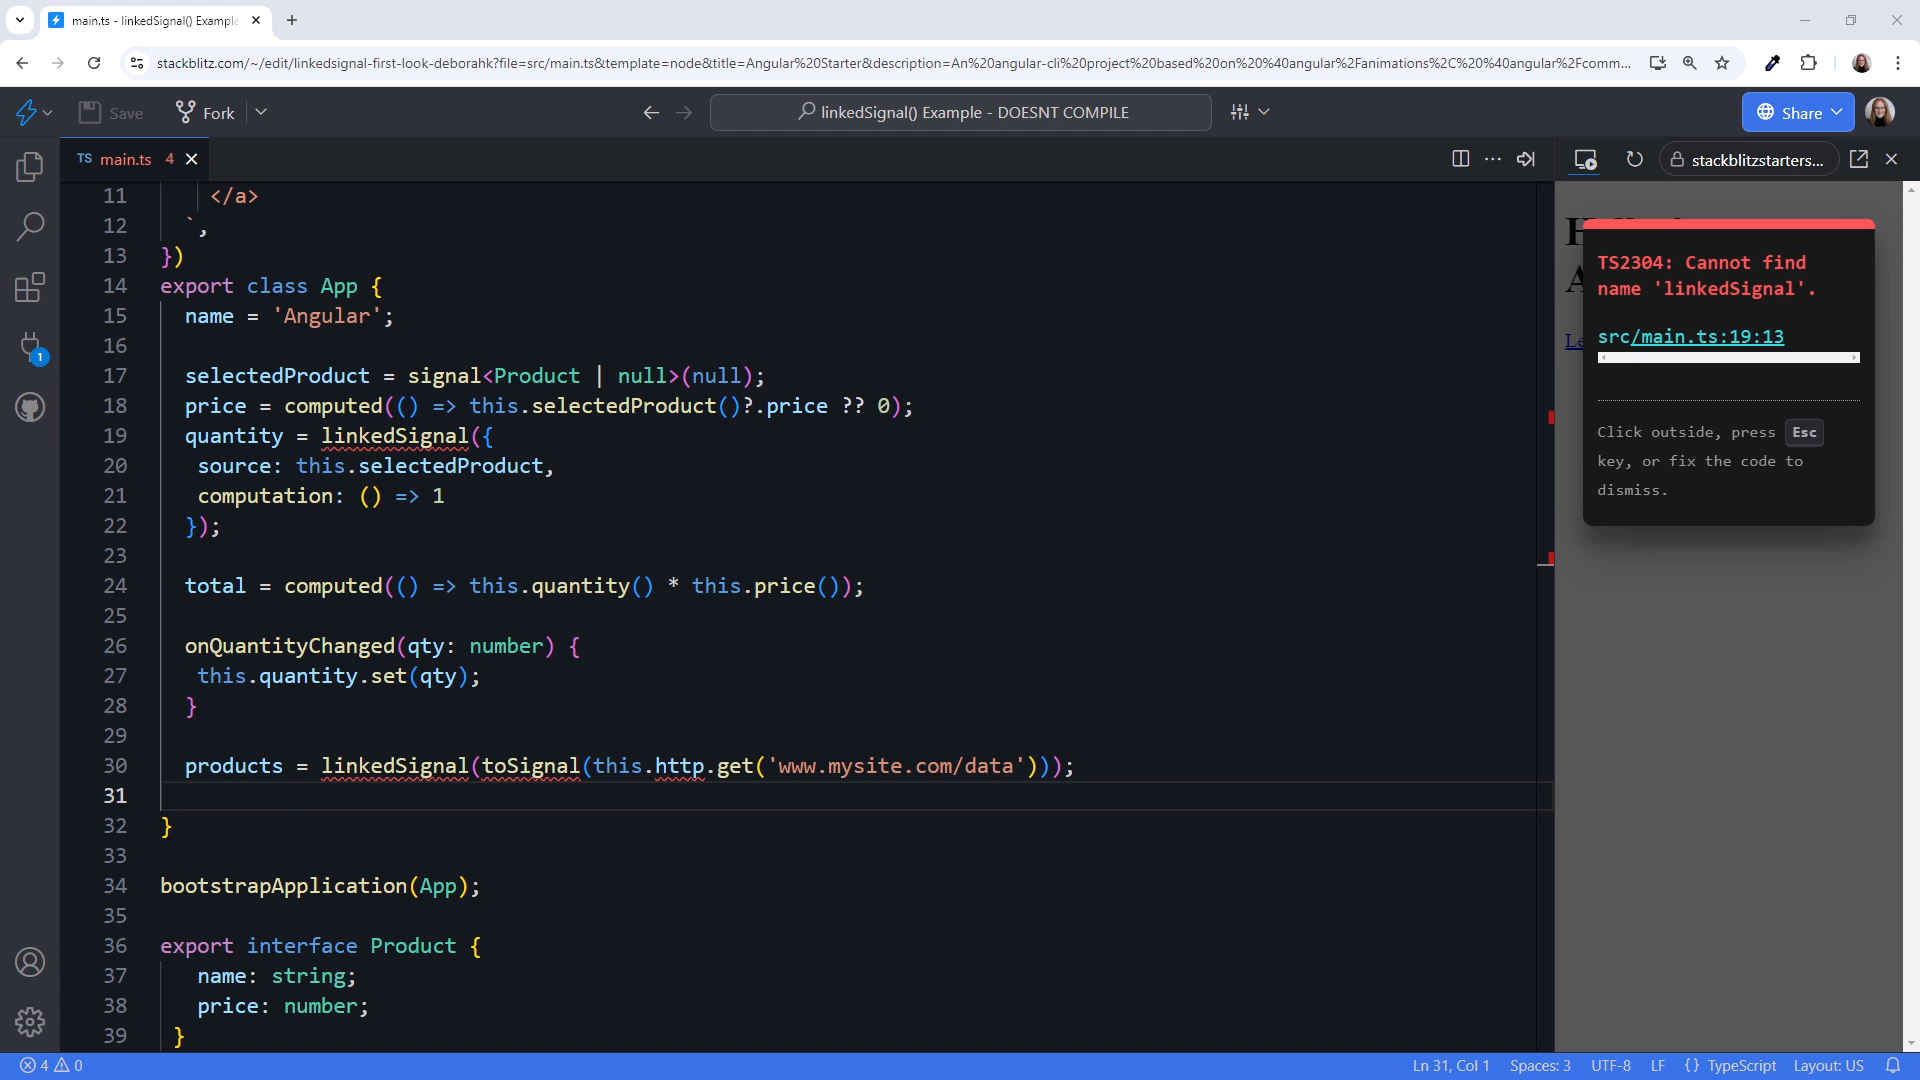 main.ts - linkedSignal() Example
stackblitz.com/~/edit/linkedsignal-first-look-deborahk?file=src/main.ts&template=node&title=Angular%20Starter&description=An%20angular-cli%20project%20based%20on%20%40angular%2Fanimations%2C%20%40angular%2Fcomm...
Save
Fork
linkedSignal() Example - DOESNT COMPILE
Share
TS main.ts 4
stackblitzstarters...
11 </a>
12 `,
13 })
14 export class App {
15 name = 'Angular';
16
17 selectedProduct = signal<Product | null>(null);
18 price = computed(() => this.selectedProduct()?.price ?? 0);
19 quantity = linkedSignal({
20 source: this.selectedProduct,
21 computation: () => 1
22 });
23
24 total = computed(() => this.quantity() * this.price());
25
26 onQuantityChanged(qty: number) {
27 this.quantity.set(qty);
28 }
29
30 products = linkedSignal(toSignal(this.http.get('www.mysite.com/data')));
31
32 }
33
34 bootstrapApplication(App);
35
36 export interface Product {
37 name: string;
38 price: number;
39 }
1
TS2304: Cannot find
name 'linkedSignal'.
src/main.ts:19:13
Click outside, press Esc
key, or fix the code to
dismiss.
4 0
Ln 31, Col 1 Spaces: 3 UTF-8 LF {} TypeScript Layout: US